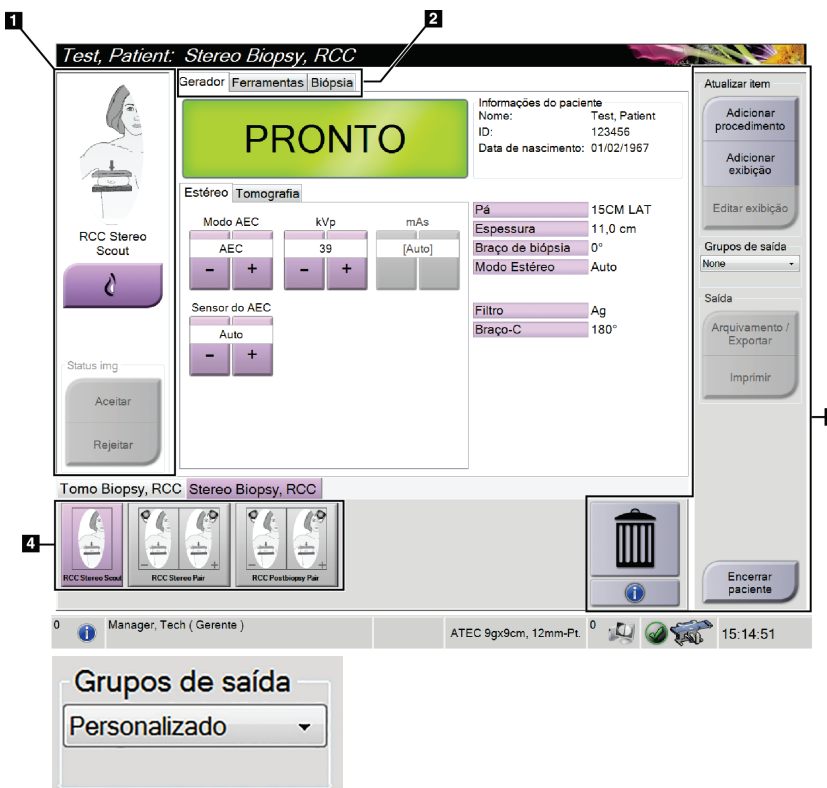 1
2
Test, Patient: Stereo Biopsy, RCC
Gerador Ferramentas Biópsia
PRONTO
Informações do paciente
Nome: Test, Patient
ID: 123456
Data de nascimento: 01/02/1967
RCC Stereo
Scout
Status img
Aceitar
Rejeitar
Estéreo Tomografia
Modo AEC kVp mAs
AEC 39 [Auto]
- + - +
Sensor do AEC
Auto
- +
Pá 15CM LAT
Espessura 11,0 cm
Braço de biópsia 0°
Modo Estéreo Auto
Filtro Ag
Braço-C 180°
Atualizar item
Adicionar
procedimento
Adicionar
exibição
Editar exibição
Grupos de saída
None
Saída
Arquivamento /
Exportar
Imprimir
Tomo Biopsy, RCC Stereo Biopsy, RCC
4
- + - +
RCC Stereo Scout RCC Stereo Pair RCC Postbiopsy Pair
Encerrar
paciente
0 Manager, Tech ( Gerente ) ATEC 9gx9cm, 12mm-Pt. 0 15:14:51
Grupos de saída
Personalizado